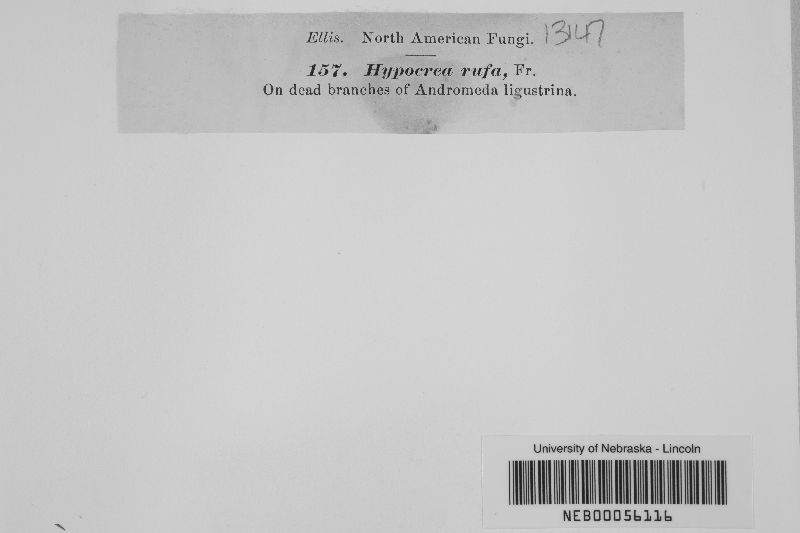 Ellis. North American Fungi. 13147
157. Hypocrea rufa, Fr.
On dead branches of Andromeda ligustrina.
University of Nebraska - Lincoln
NEB00056116